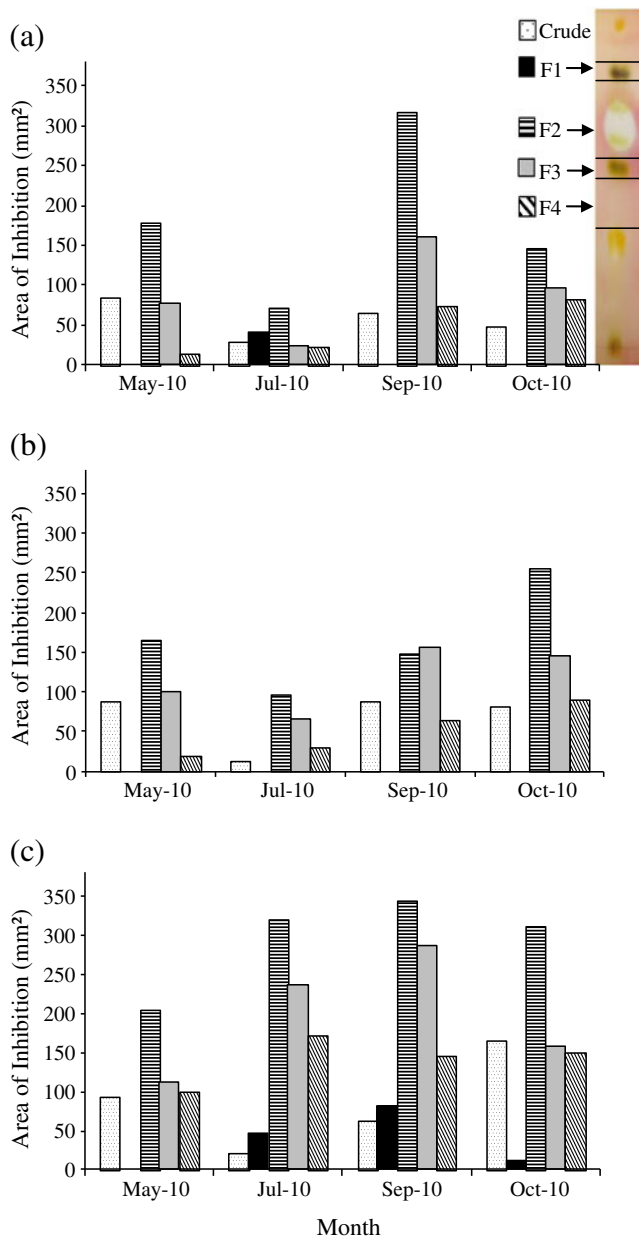 (a)
Crude
F1
F2
F3
F4
Area of Inhibition (mm²)
350
300
250
200
150
100
50
0
May-10 Jul-10 Sep-10 Oct-10
(b)
Area of Inhibition (mm²)
350
300
250
200
150
100
50
0
May-10 Jul-10 Sep-10 Oct-10
(c)
Area of Inhibition (mm²)
350
300
250
200
150
100
50
0
May-10 Jul-10 Sep-10 Oct-10
Month